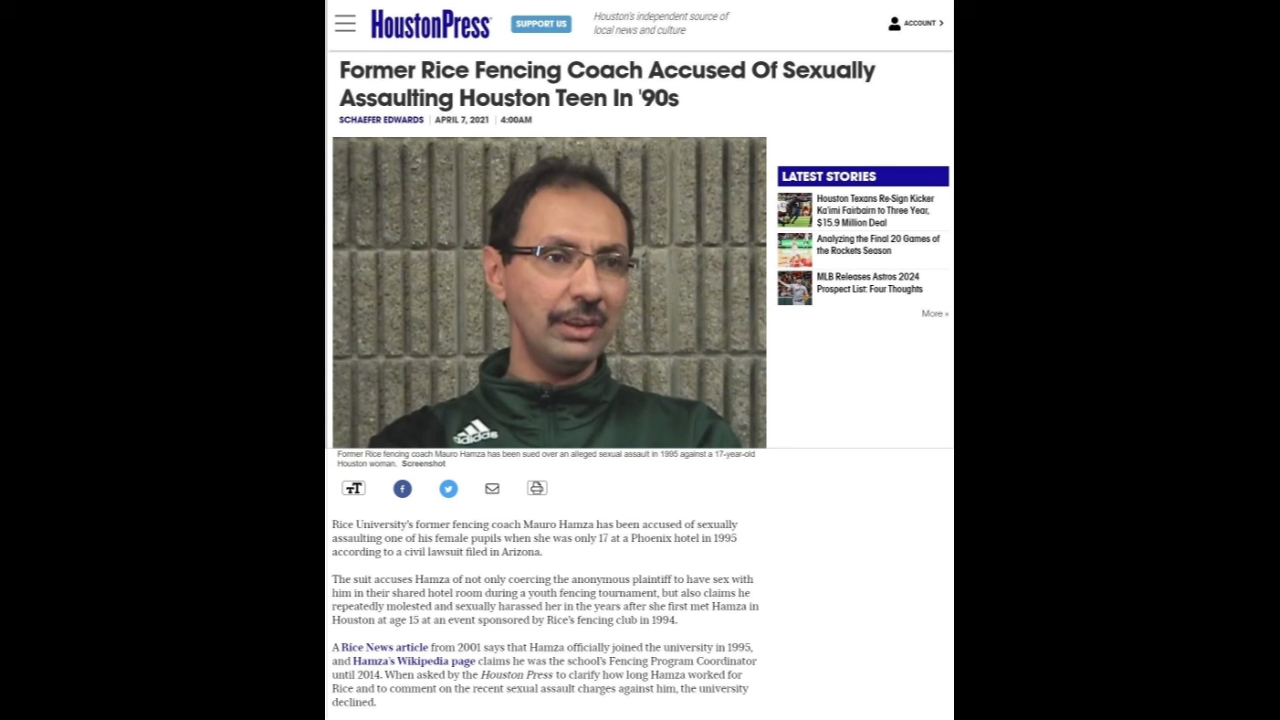 HoustonPress
SUPPORT US
Houston's independent source of
local news and culture
ACCOUNT >
Former Rice Fencing Coach Accused Of Sexually
Assaulting Houston Teen In '90s
SCHAEFER EDWARDS | APRIL 7, 2021 | 4:00AM
adidas
LATEST STORIES
Houston Texans Re-Sign Kicker
Ka'imi Fairbairn to Three Year,
$15.9 Million Deal
Analyzing the Final 20 Games of
the Rockets Season
MLB Releases Astros 2024
Prospect List: Four Thoughts
More »
Former Rice fencing coach Mauro Hamza has been sued over an alleged sexual assault in 1995 against a 17-year-old
Houston woman. Screenshot
TT
f
Rice University's former fencing coach Mauro Hamza has been accused of sexually
assaulting one of his female pupils when she was only 17 at a Phoenix hotel in 1995
according to a civil lawsuit filed in Arizona.
The suit accuses Hamza of not only coercing the anonymous plaintiff to have sex with
him in their shared hotel room during a youth fencing tournament, but also claims he
repeatedly molested and sexually harassed her in the years after she first met Hamza in
Houston at age 15 at an event sponsored by Rice's fencing club in 1994.
A Rice News article from 2001 says that Hamza officially joined the university in 1995,
and Hamza's Wikipedia page claims he was the school's Fencing Program Coordinator
until 2014. When asked by the Houston Press to clarify how long Hamza worked for
Rice and to comment on the recent sexual assault charges against him, the university
declined.